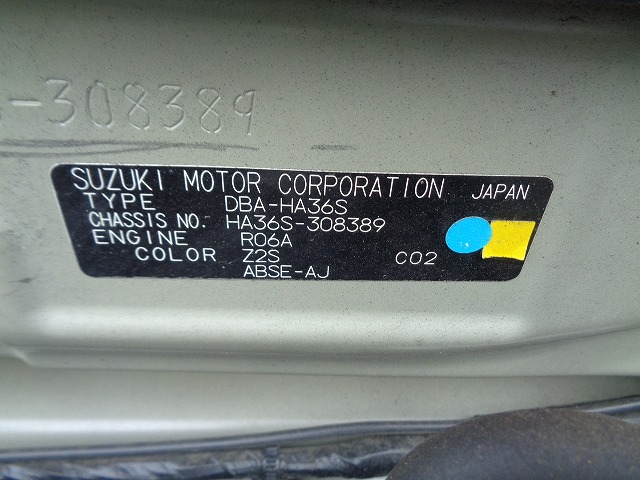 -308389
SUZUKI MOTOR CORPORATION JAPAN
TYPE DBA-HA36S
CHASSIS NO. HA36S-308389
ENGINE R06A
COLOR Z2S C02
ABSE-AJ